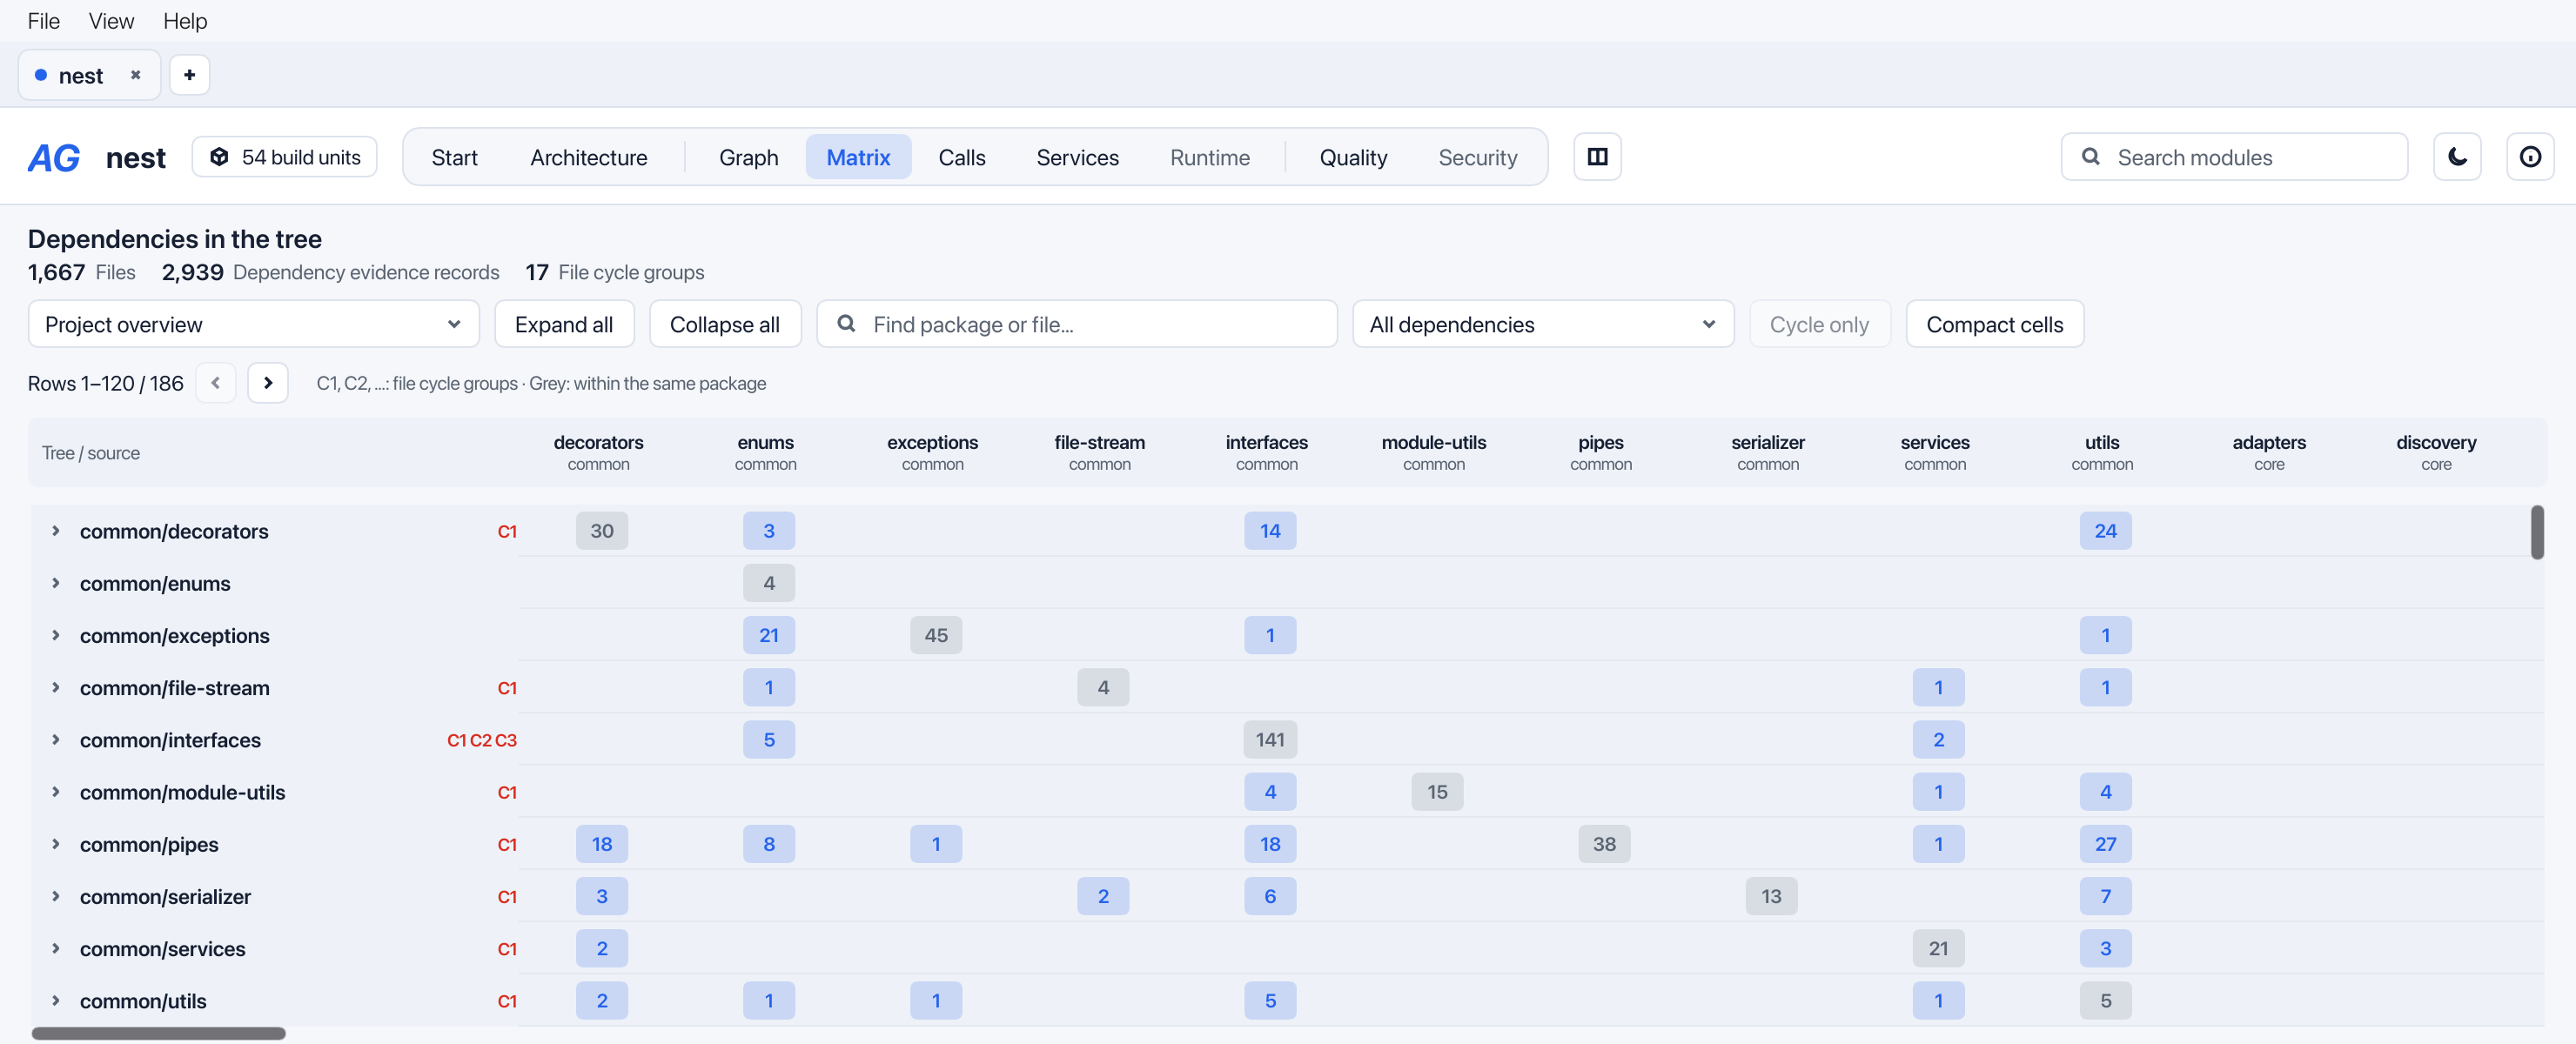 File View Help
nest
AG nest 54 build units Start Architecture Graph Matrix Calls Services Runtime Quality Security Search modules
Dependencies in the tree
1,667 Files 2,939 Dependency evidence records 17 File cycle groups
Project overview Expand all Collapse all Find package or file... All dependencies Cycle only Compact cells
Rows 1–120 / 186 C1, C2, ...: file cycle groups · Grey: within the same package
Tree / source decorators enums exceptions file-stream interfaces module-utils pipes serializer services utils adapters discovery
common common common common common common common common common common core core
common/decorators C1 30 3 14 24
common/enums 4
common/exceptions 21 45 1 1
common/file-stream C1 1 4 1 1
common/interfaces C1 C2 C3 5 141 2
common/module-utils C1 4 15 1 4
common/pipes C1 18 8 1 18 38 1 27
common/serializer C1 3 2 6 13 7
common/services C1 2 21 3
common/utils C1 2 1 1 5 1 5